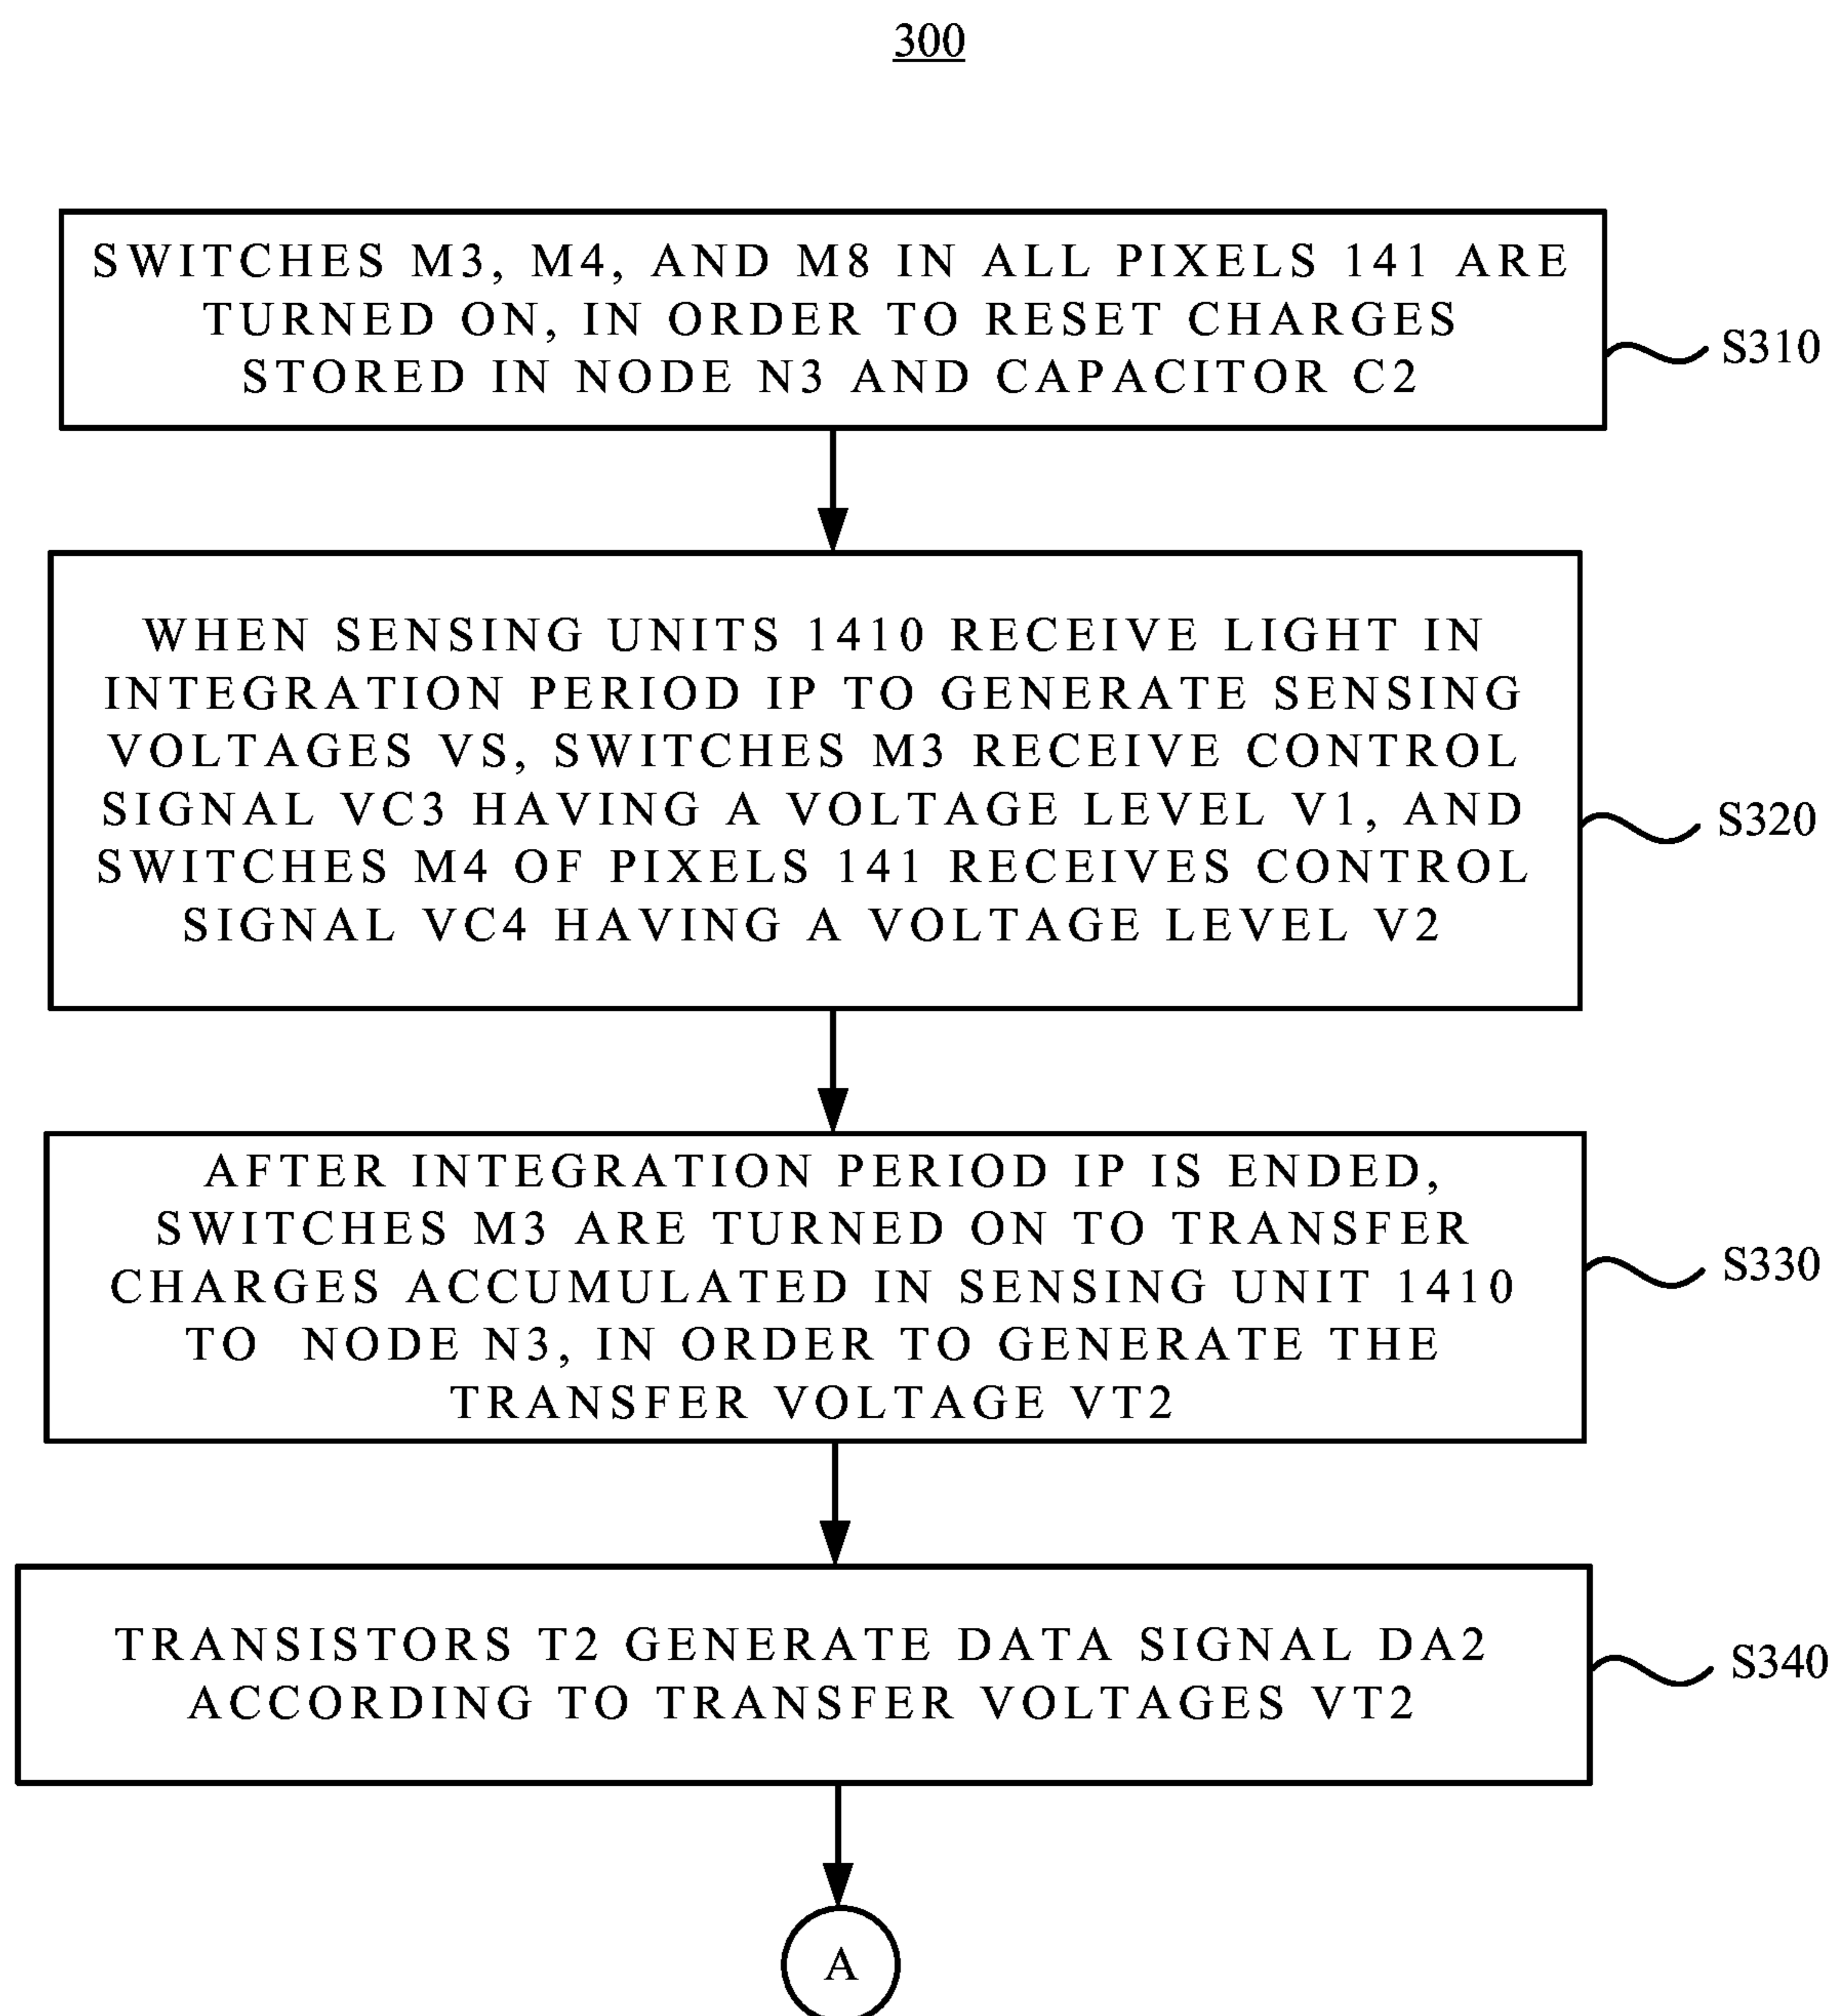 300
SWITCHES M3, M4, AND M8 IN ALL PIXELS 141 ARE
TURNED ON, IN ORDER TO RESET CHARGES
STORED IN NODE N3 AND CAPACITOR C2
S310
WHEN SENSING UNITS 1410 RECEIVE LIGHT IN
INTEGRATION PERIOD IP TO GENERATE SENSING
VOLTAGES VS, SWITCHES M3 RECEIVE CONTROL
SIGNAL VC3 HAVING A VOLTAGE LEVEL V1, AND
SWITCHES M4 OF PIXELS 141 RECEIVES CONTROL
SIGNAL VC4 HAVING A VOLTAGE LEVEL V2
S320
AFTER INTEGRATION PERIOD IP IS ENDED,
SWITCHES M3 ARE TURNED ON TO TRANSFER
CHARGES ACCUMULATED IN SENSING UNIT 1410
TO NODE N3, IN ORDER TO GENERATE THE
TRANSFER VOLTAGE VT2
S330
TRANSISTORS T2 GENERATE DATA SIGNAL DA2
ACCORDING TO TRANSFER VOLTAGES VT2
S340
A